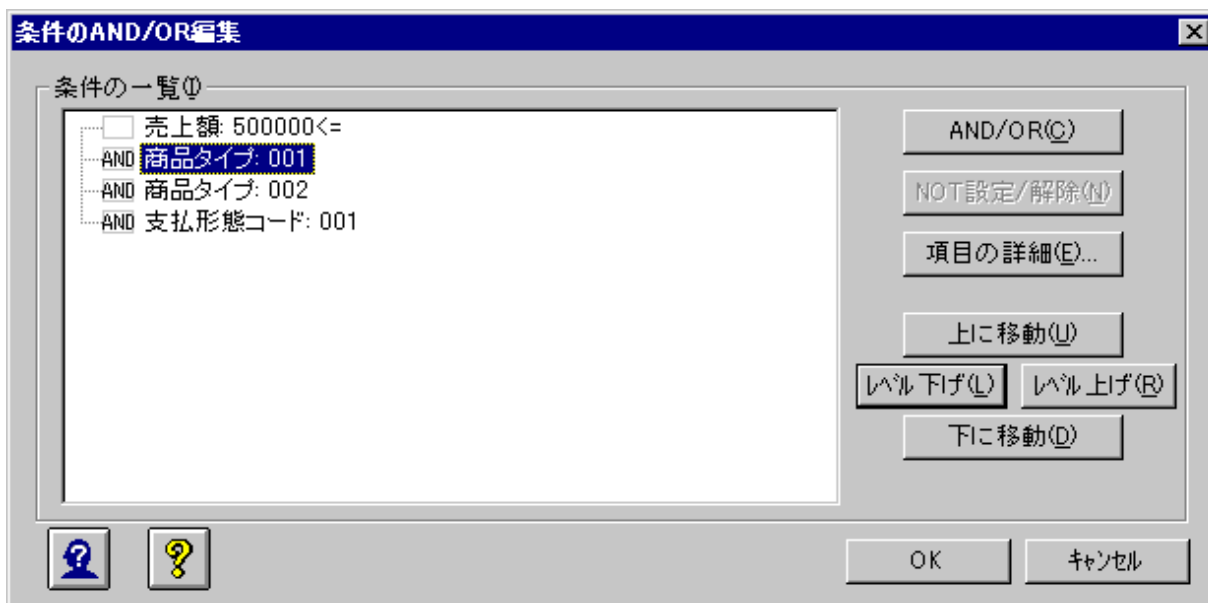 条件のAND/OR編集
条件の一覧(I)
売上額: 500000<=
AND 商品タイプ: 001
AND 商品タイプ: 002
AND 支払形態コード: 001
AND/OR(C)
NOT設定/解除(N)
項目の詳細(E)...
上に移動(U)
レベル下げ(L) レベル上げ(R)
下に移動(D)
? ?
OK キャンセル